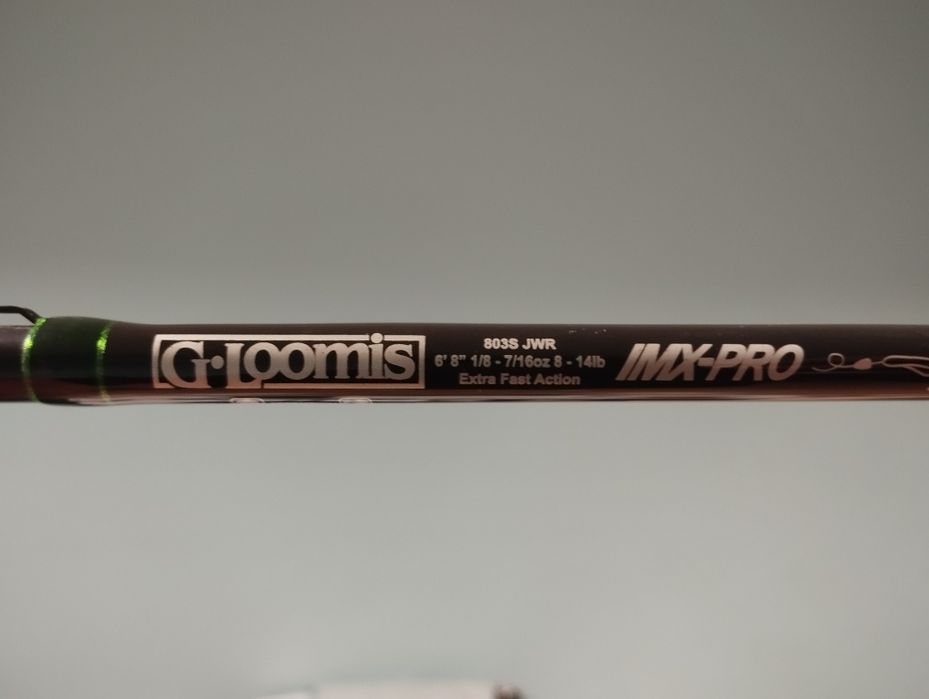 G·Loomis
803S JWR
6' 8" 1/8 - 7/16oz 8 - 14lb
Extra Fast Action
IMX-PRO